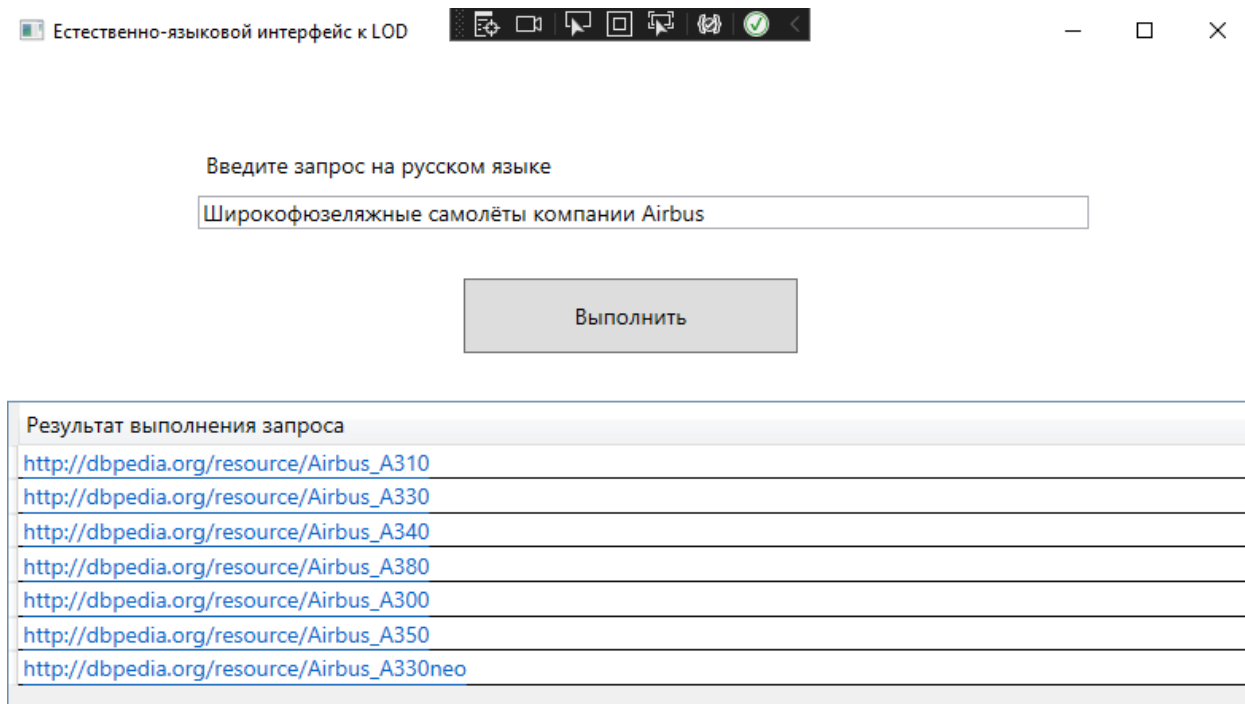 Естественно-языковой интерфейс к LOD
Введите запрос на русском языке
Широкофюзеляжные самолёты компании Airbus
Выполнить
Результат выполнения запроса
http://dbpedia.org/resource/Airbus_A310
http://dbpedia.org/resource/Airbus_A330
http://dbpedia.org/resource/Airbus_A340
http://dbpedia.org/resource/Airbus_A380
http://dbpedia.org/resource/Airbus_A300
http://dbpedia.org/resource/Airbus_A350
http://dbpedia.org/resource/Airbus_A330neo